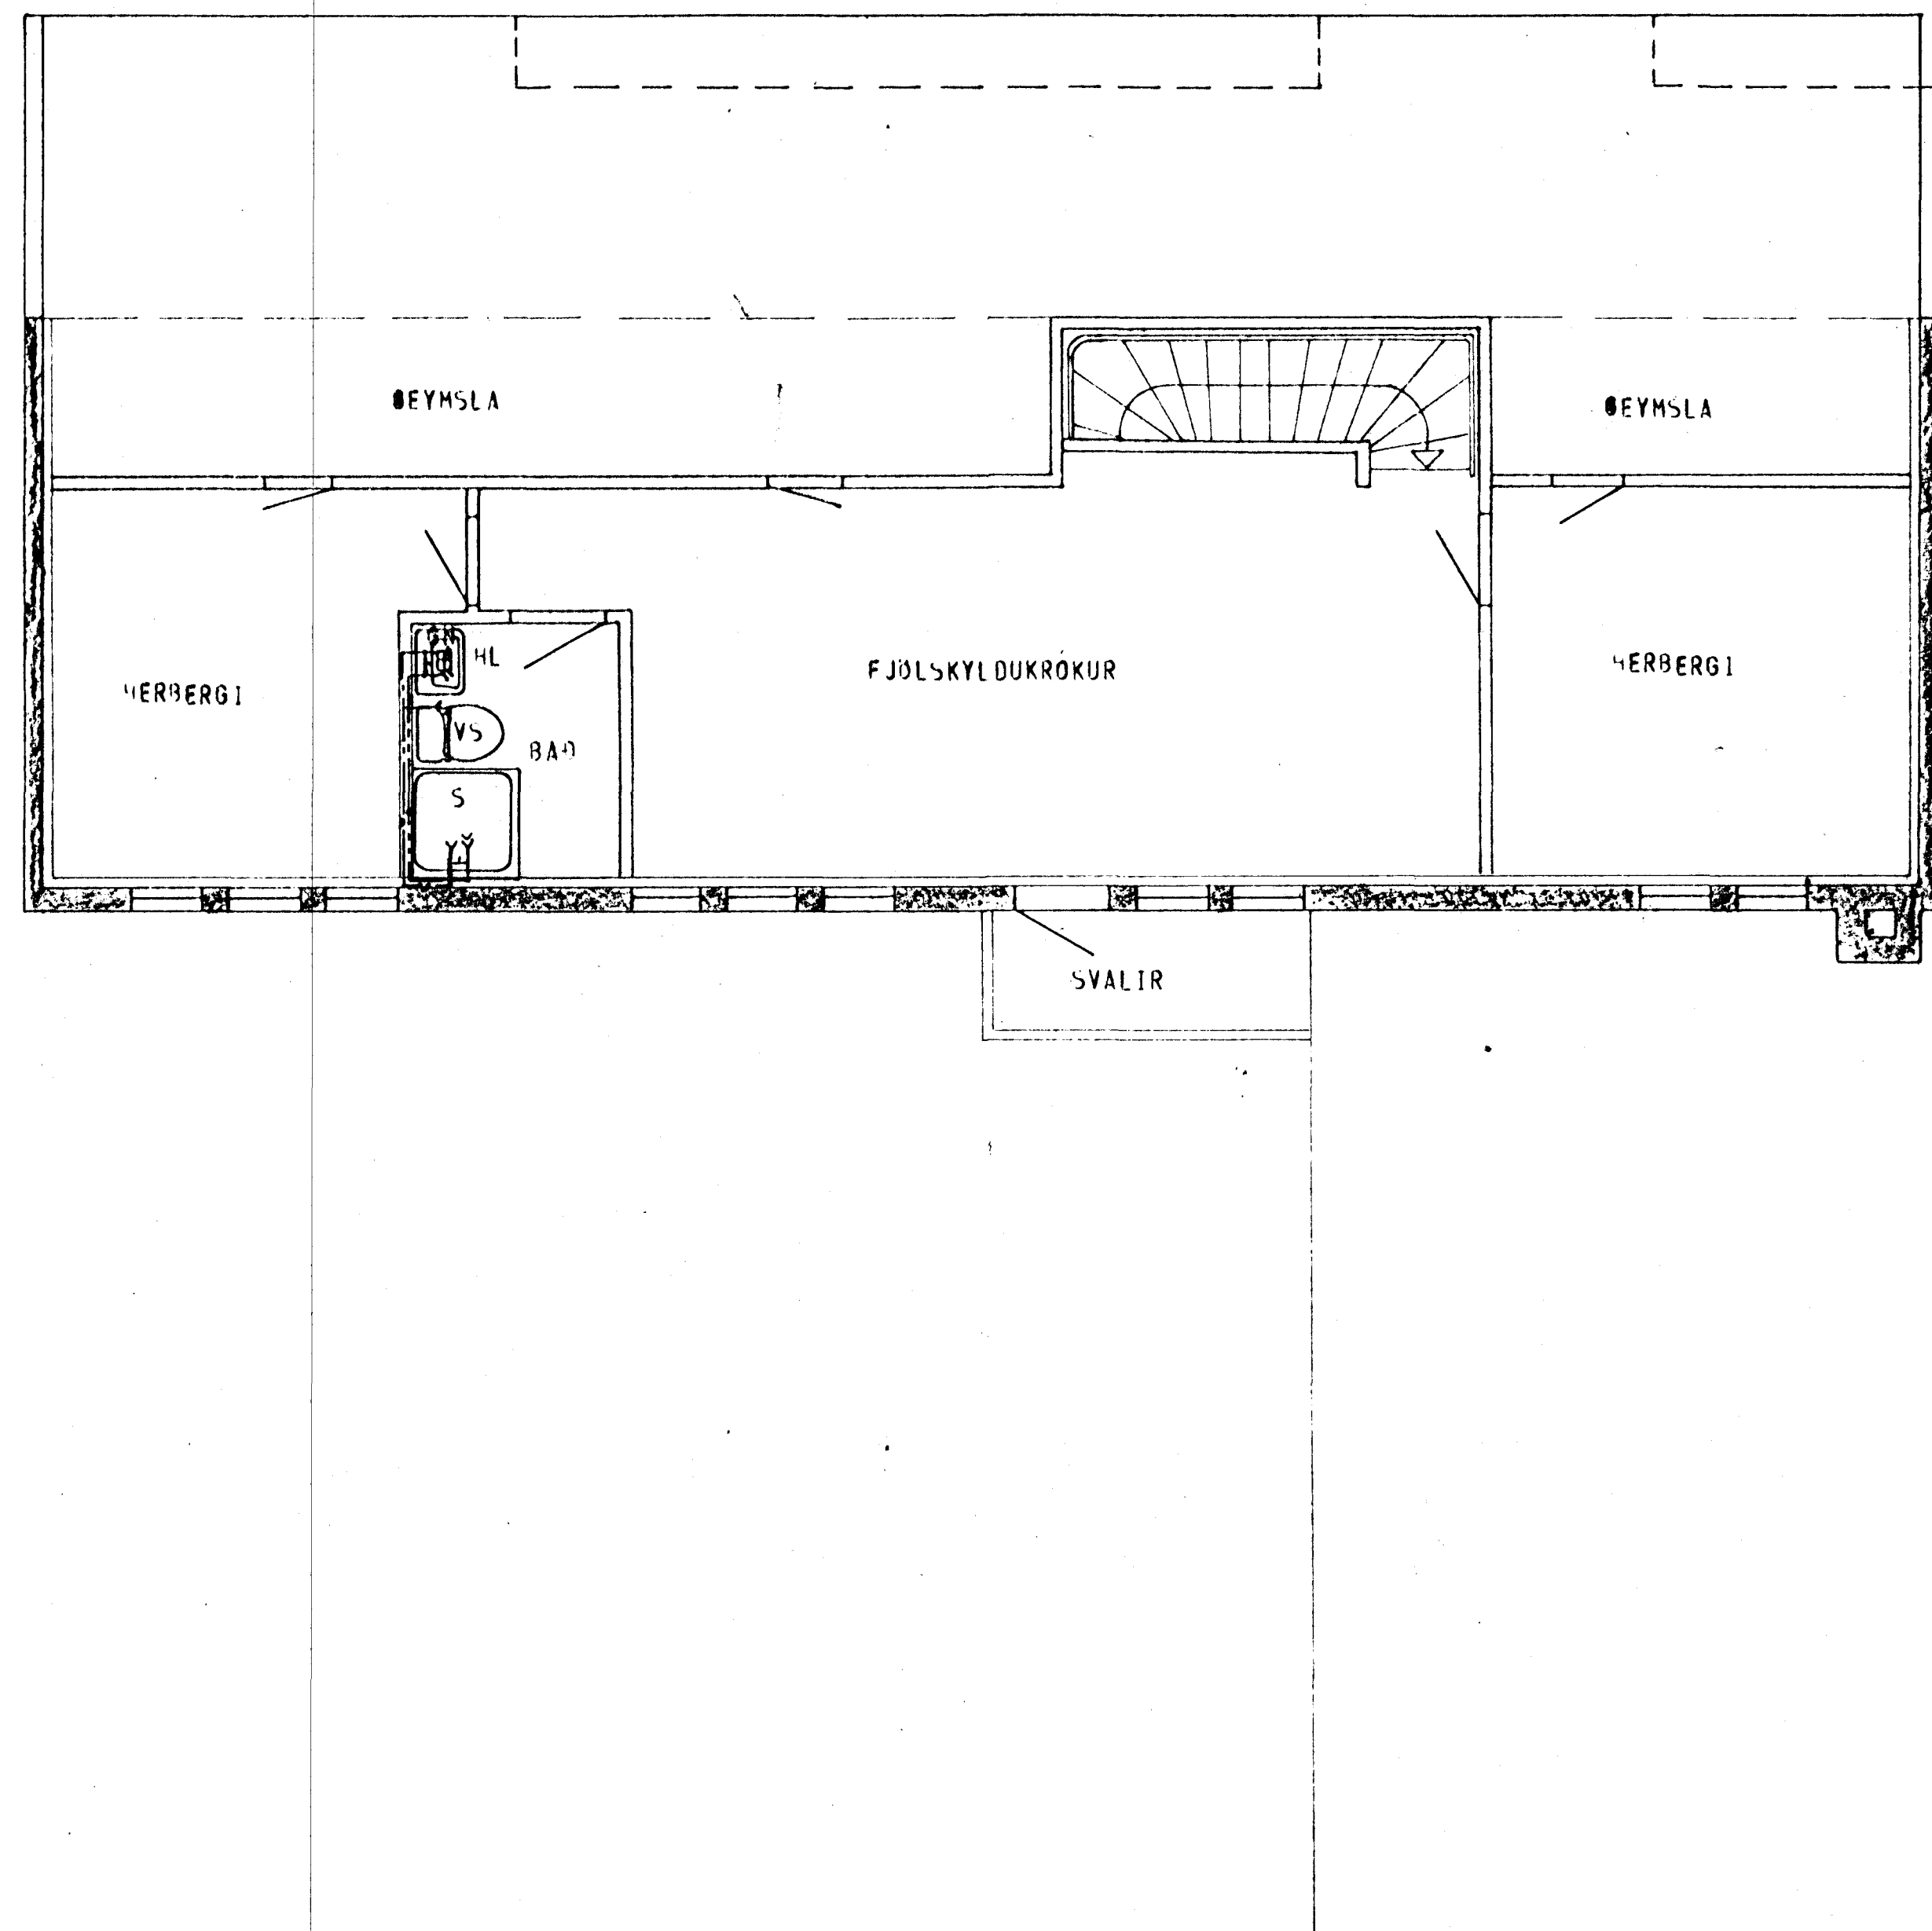 GEYMSLA
GEYMSLA
HL
FJÖLSKYLDUKRÓKUR
HERBERGI
HERBERGI
VS
BAÐ
S
SVALIR